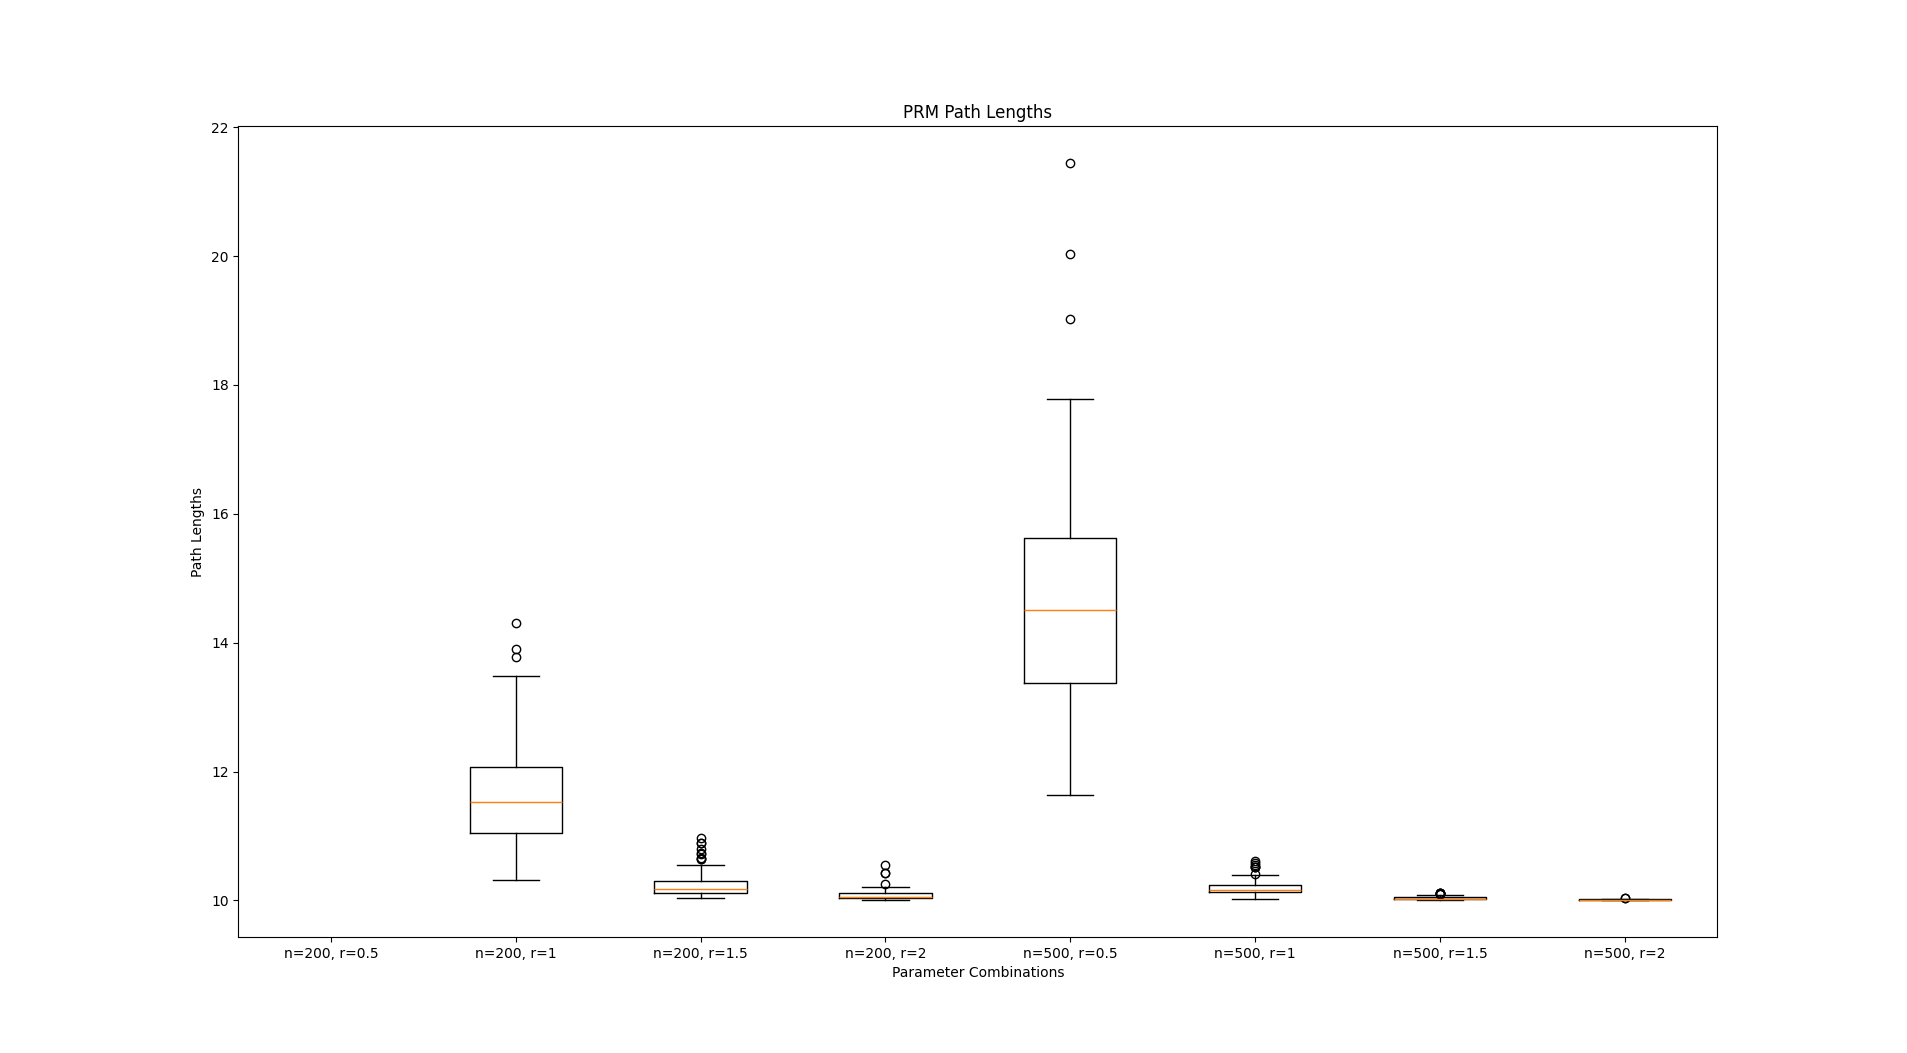 PRM Path Lengths
22
20
18
16
14
12
10
Path Lengths
n=200, r=0.5 n=200, r=1 n=200, r=1.5 n=200, r=2 n=500, r=0.5 n=500, r=1 n=500, r=1.5 n=500, r=2
Parameter Combinations